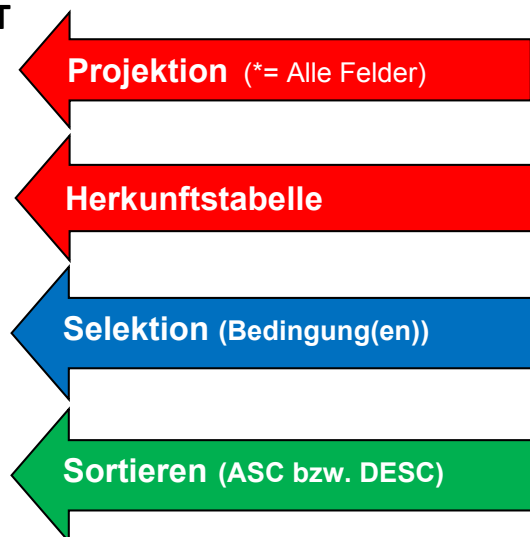 T
Projektion (*= Alle Felder)
Herkunftstabelle
Selektion (Bedingung(en))
Sortieren (ASC bzw. DESC)